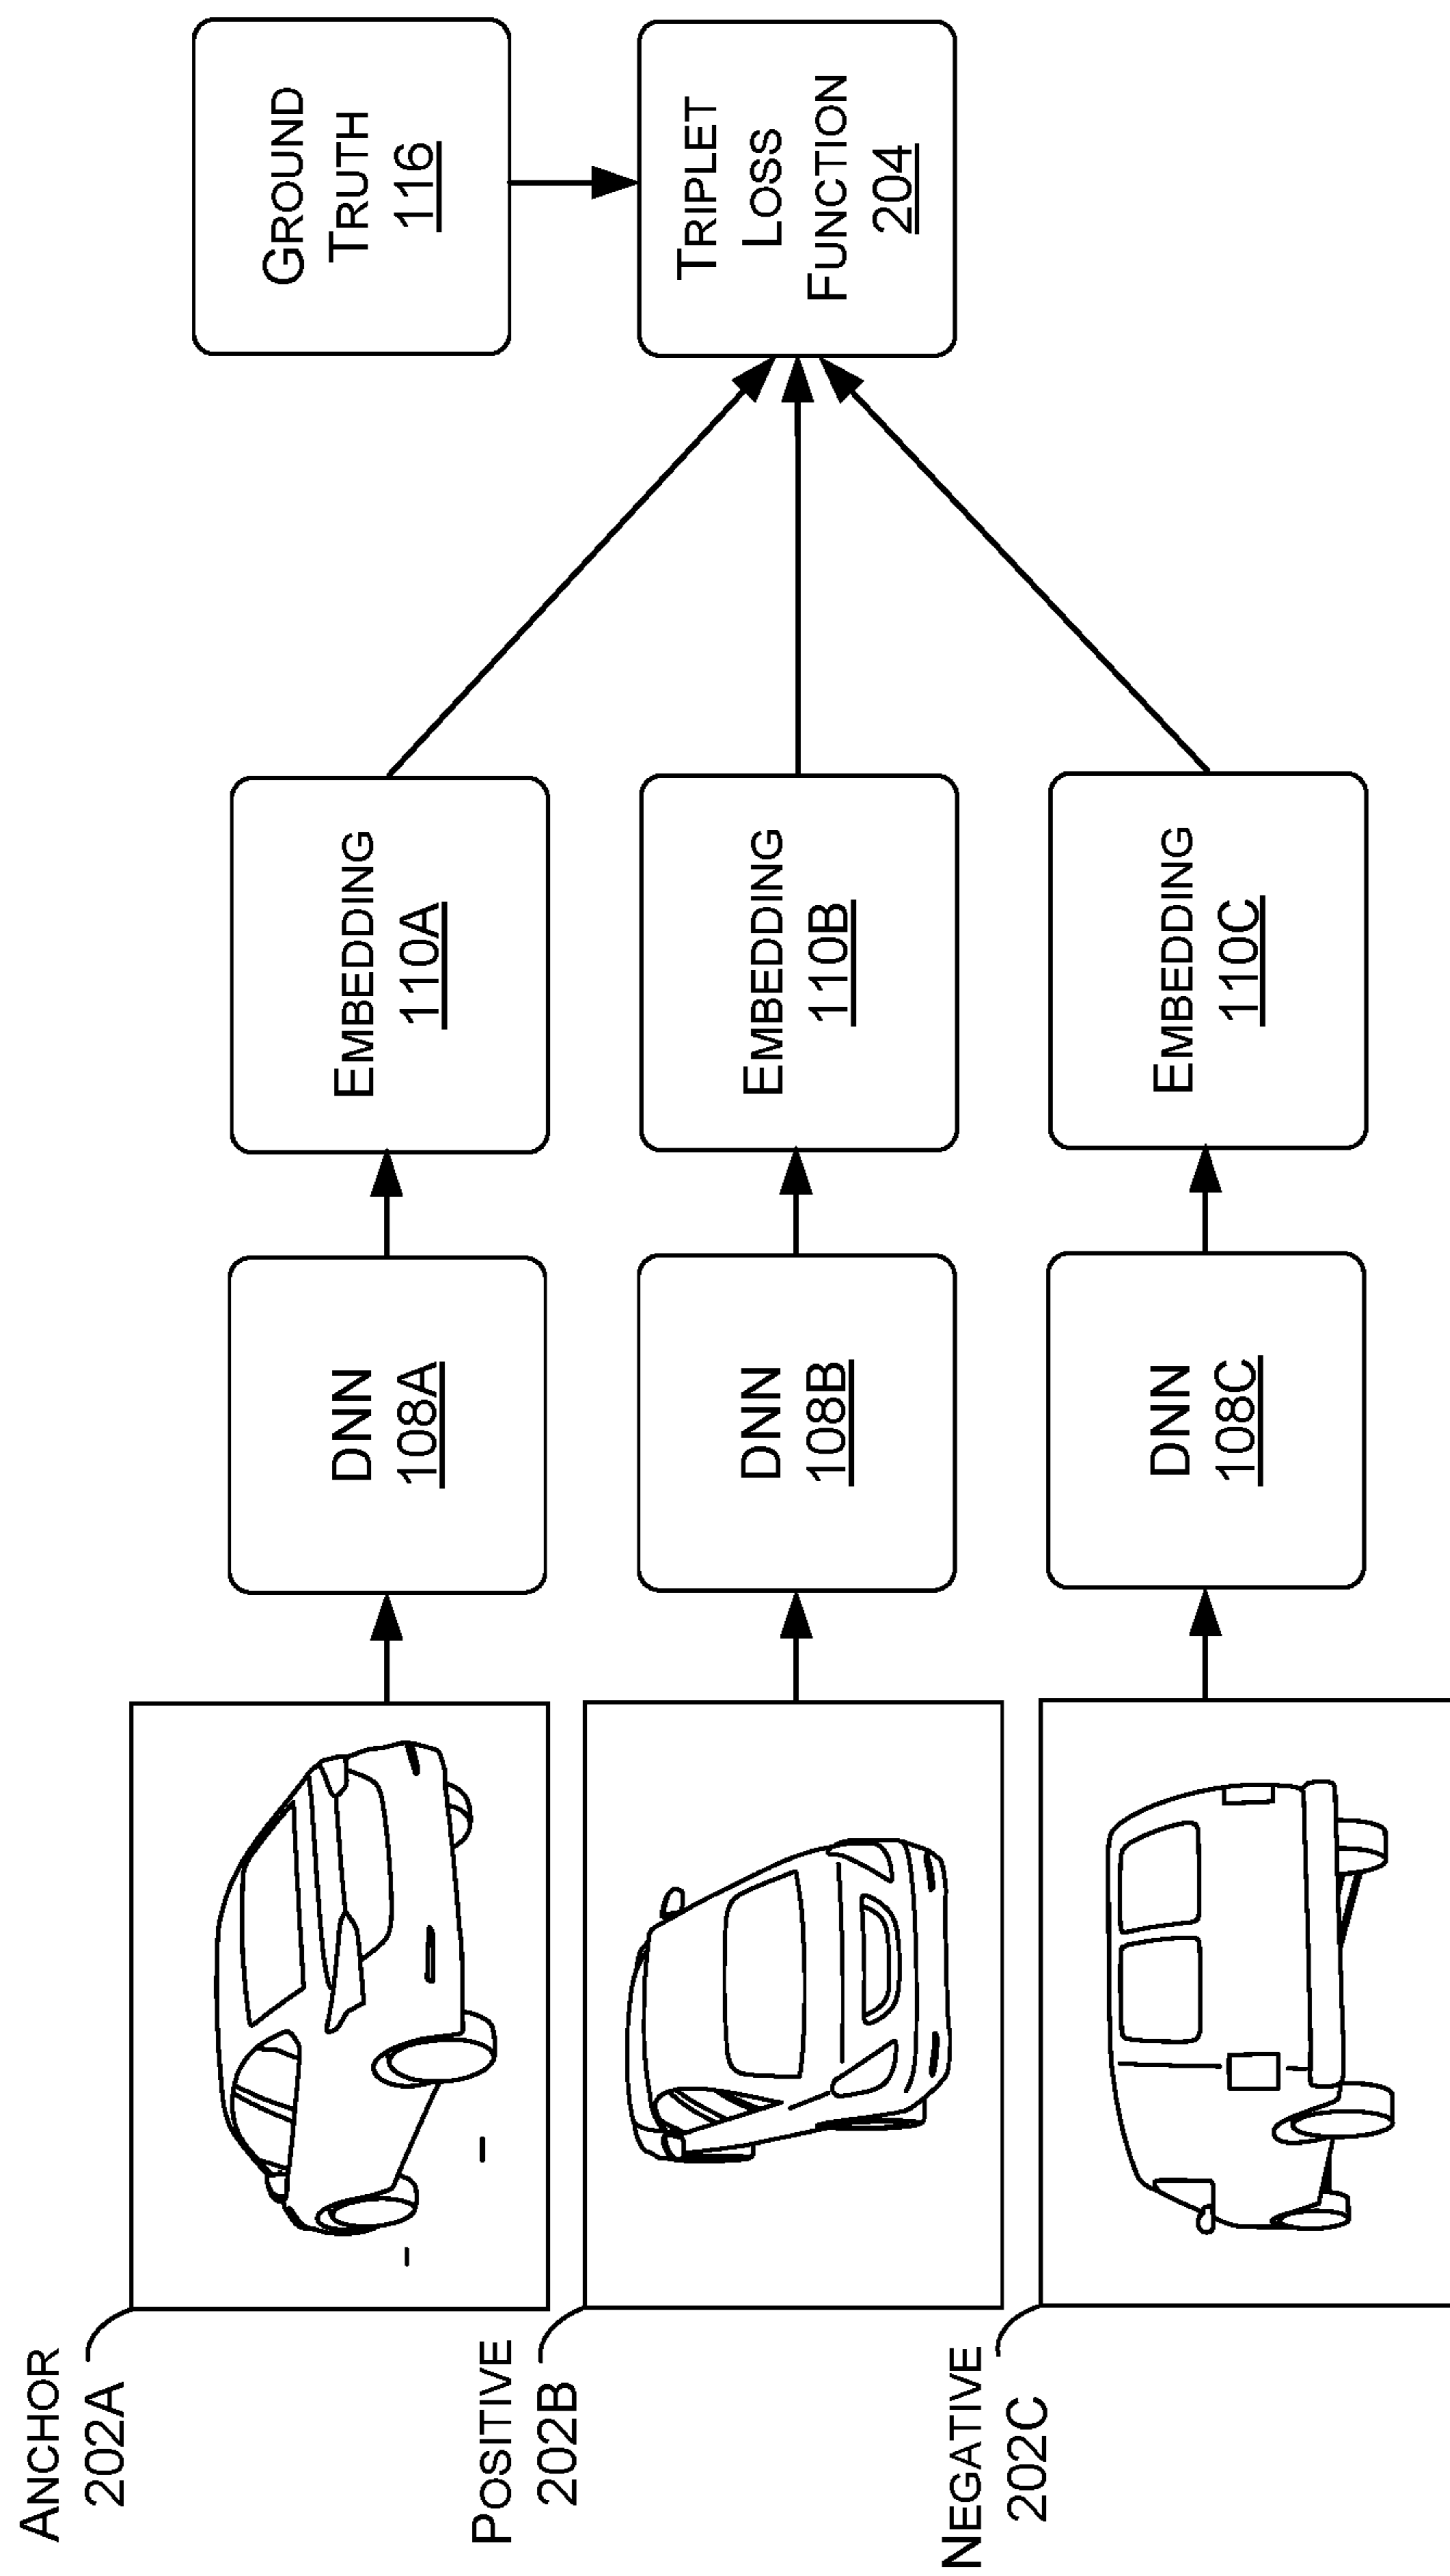 ANCHOR
202A
DNN
108A
EMBEDDING
110A
GROUND
TRUTH
116
POSITIVE
202B
DNN
108B
EMBEDDING
110B
TRIPLET
LOSS
FUNCTION
204
NEGATIVE
202C
DNN
108C
EMBEDDING
110C